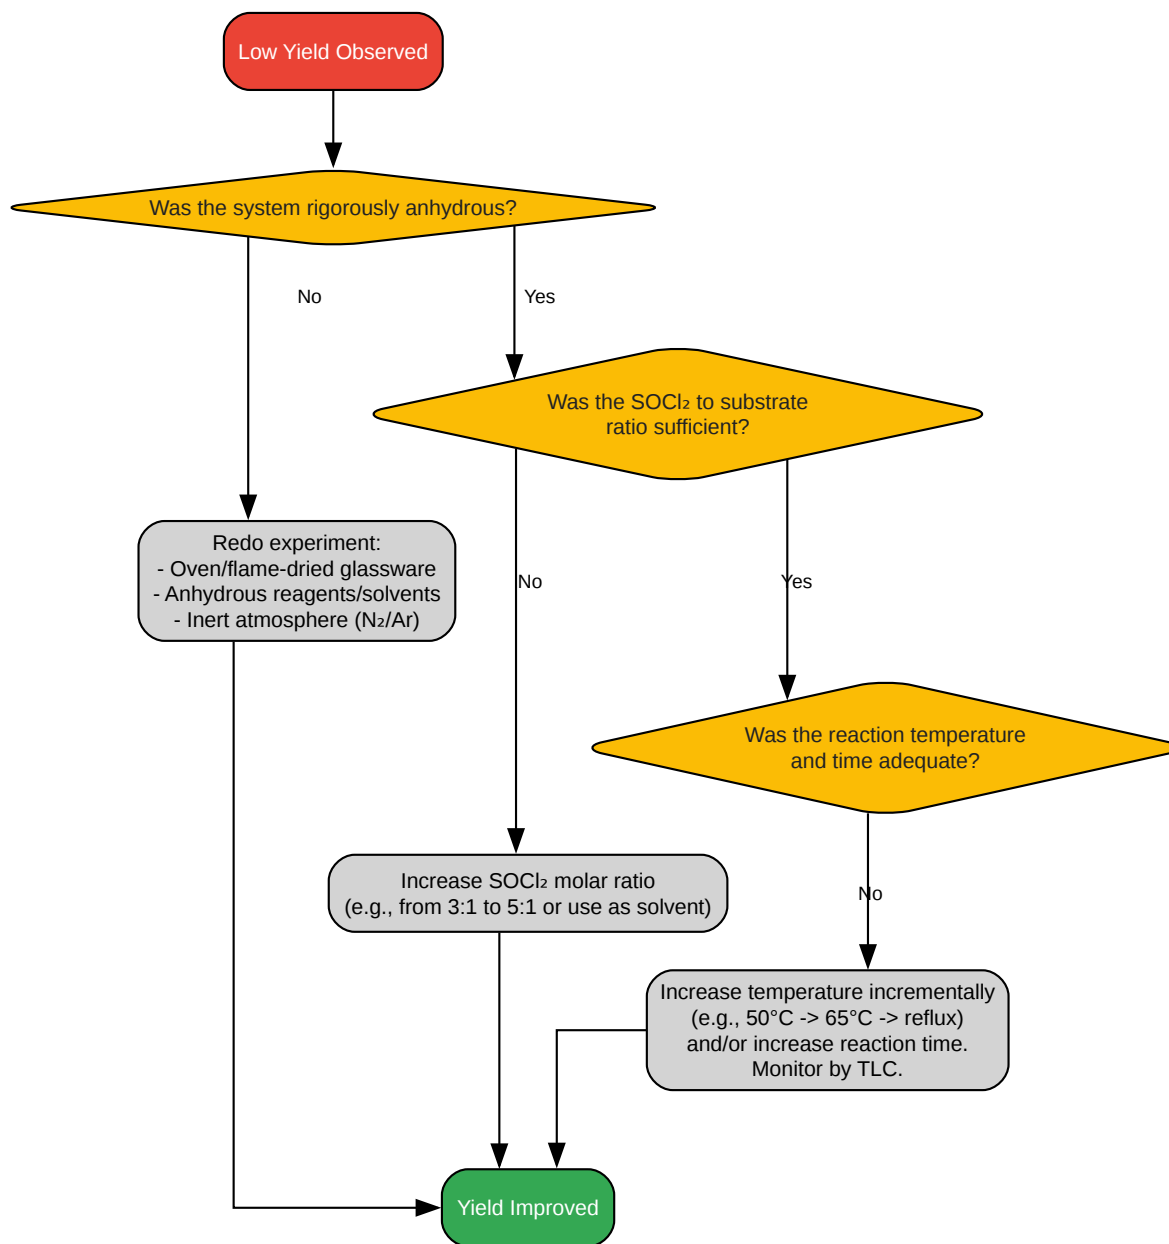 Low Yield Observed
Was the system rigorously anhydrous?
No
Yes
Was the SOCl₂ to substrate
ratio sufficient?
Redo experiment:
- Oven/flame-dried glassware
- Anhydrous reagents/solvents
- Inert atmosphere (N₂/Ar)
No
Yes
Was the reaction temperature
and time adequate?
Increase SOCl₂ molar ratio
(e.g., from 3:1 to 5:1 or use as solvent)
No
Increase temperature incrementally
(e.g., 50°C -> 65°C -> reflux)
and/or increase reaction time.
Monitor by TLC.
Yield Improved